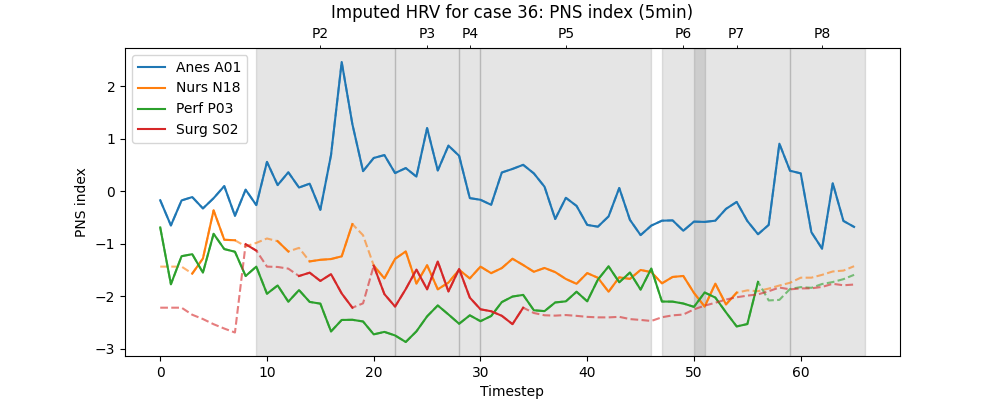 Imputed HRV for case 36: PNS index (5min)
P2 P3 P4 P5 P6 P7 P8
Anes A01
Nurs N18
Perf P03
Surg S02
PNS index
2
1
0
−1
−2
−3
0 10 20 30 40 50 60
Timestep